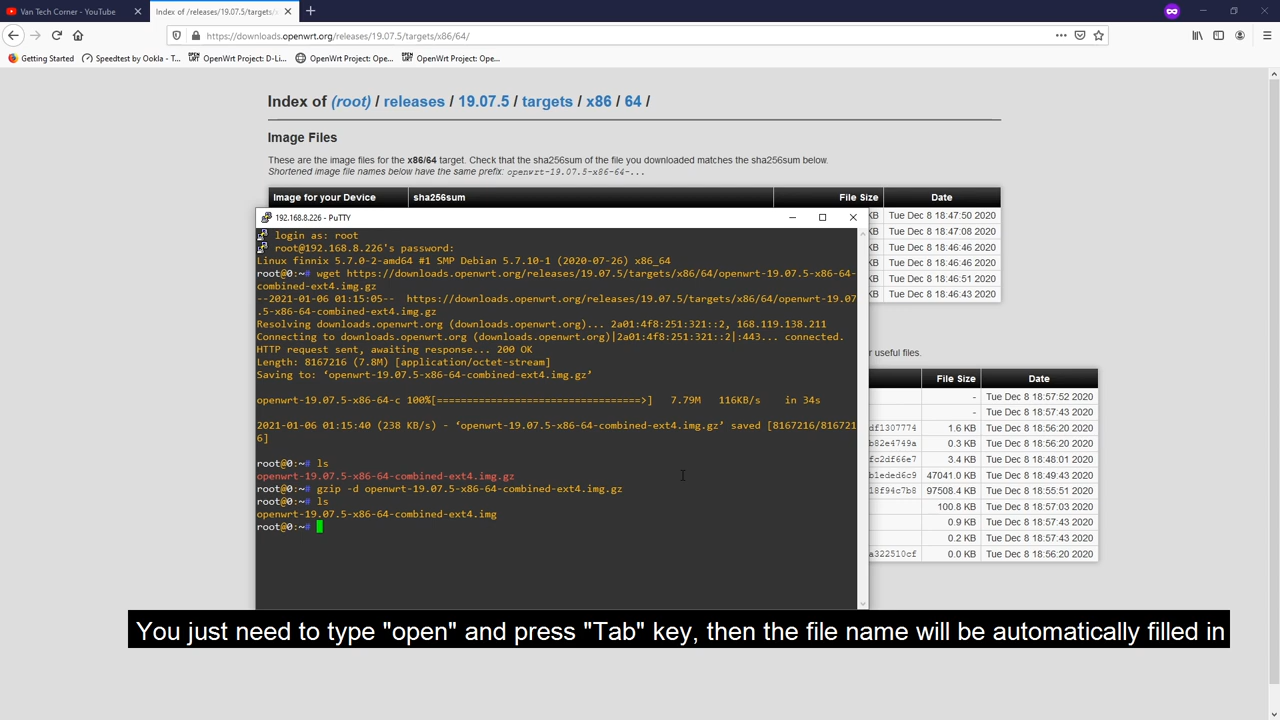 Van Tech Corner - YouTube
Index of /releases/19.07.5/targets/x
https://downloads.openwrt.org/releases/19.07.5/targets/x86/64/
Getting Started
Speedtest by Ookla - T...
OpenWrt Project: D-Li...
OpenWrt Project: Ope...
OpenWrt Project: Ope...
Index of (root) / releases / 19.07.5 / targets / x86 / 64 /
Image Files
These are the image files for the x86/64 target. Check that the sha256sum of the file you downloaded matches the sha256sum below.
Shortened image file names below have the same prefix: openwrt-19.07.5-x86-64-...
Image for your Device sha256sum File Size Date
192.168.8.226 - PuTTY
login as: root
root@192.168.8.226's password:
Linux finnix 5.7.0-2-amd64 #1 SMP Debian 5.7.10-1 (2020-07-26) x86_64
root@0:~# wget https://downloads.openwrt.org/releases/19.07.5/targets/x86/64/openwrt-19.07.5-x86-64-
combined-ext4.img.gz
--2021-01-06 01:15:05-- https://downloads.openwrt.org/releases/19.07.5/targets/x86/64/openwrt-19.07
.5-x86-64-combined-ext4.img.gz
Resolving downloads.openwrt.org (downloads.openwrt.org)... 2a01:4f8:251:321::2, 168.119.138.211
Connecting to downloads.openwrt.org (downloads.openwrt.org)|2a01:4f8:251:321::2|:443... connected.
HTTP request sent, awaiting response... 200 OK
Length: 8167216 (7.8M) [application/octet-stream]
Saving to: ‘openwrt-19.07.5-x86-64-combined-ext4.img.gz’
openwrt-19.07.5-x86-64-c 100%[==================================>] 7.79M 116KB/s in 34s
2021-01-06 01:15:40 (238 KB/s) - ‘openwrt-19.07.5-x86-64-combined-ext4.img.gz’ saved [8167216/816721
6]
root@0:~# ls
openwrt-19.07.5-x86-64-combined-ext4.img.gz
root@0:~# gzip -d openwrt-19.07.5-x86-64-combined-ext4.img.gz
root@0:~# ls
openwrt-19.07.5-x86-64-combined-ext4.img
root@0:~#
KB Tue Dec 8 18:47:50 2020
KB Tue Dec 8 18:47:08 2020
KB Tue Dec 8 18:46:46 2020
KB Tue Dec 8 18:46:46 2020
KB Tue Dec 8 18:46:51 2020
KB Tue Dec 8 18:46:43 2020
r useful files.
File Size Date
- Tue Dec 8 18:57:52 2020
- Tue Dec 8 18:57:43 2020
df1307774 1.6 KB Tue Dec 8 18:56:20 2020
b82e4749a 0.3 KB Tue Dec 8 18:56:20 2020
fc2df66e7 3.4 KB Tue Dec 8 18:48:01 2020
b1eded6c9 47041.0 KB Tue Dec 8 18:49:43 2020
18f94c7b8 97508.4 KB Tue Dec 8 18:55:51 2020
100.8 KB Tue Dec 8 18:57:03 2020
0.9 KB Tue Dec 8 18:57:43 2020
0.2 KB Tue Dec 8 18:57:43 2020
a322510cf 0.0 KB Tue Dec 8 18:56:20 2020
You just need to type "open" and press "Tab" key, then the file name will be automatically filled in